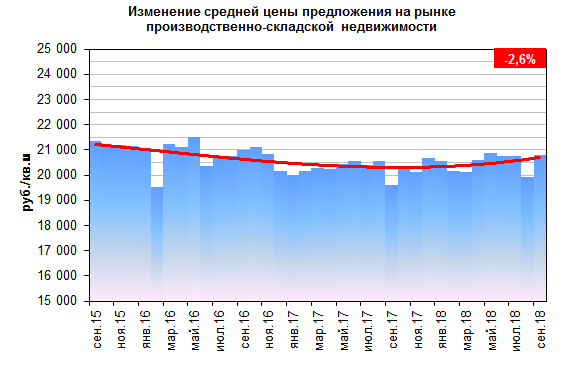 Изменение средней цены предложения на рынке
производственно-складской недвижимости
-2,6%
руб./кв.м
25 000
24 000
23 000
22 000
21 000
20 000
19 000
18 000
17 000
16 000
15 000
сен.15
ноя.15
янв.16
мар.16
май.16
июл.16
сен.16
ноя.16
янв.17
мар.17
май.17
июл.17
сен.17
ноя.17
янв.18
мар.18
май.18
июл.18
сен.18